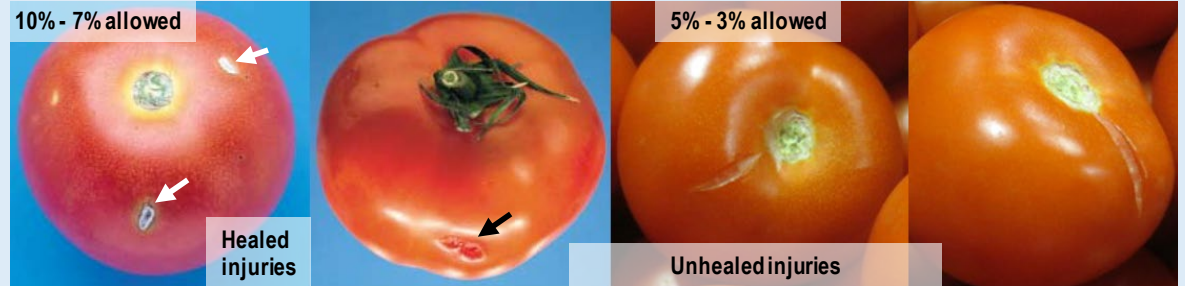 10% - 7% allowed
5% - 3% allowed
Healed
injuries
Unhealed injuries